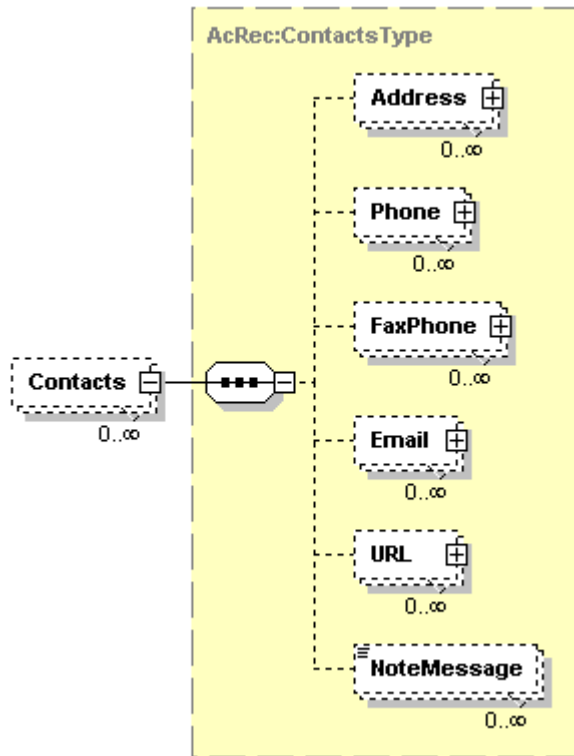 AcRec:ContactsType
Address
0..∞
Phone
0..∞
FaxPhone
0..∞
Contacts
0..∞
Email
0..∞
URL
0..∞
NoteMessage
0..∞